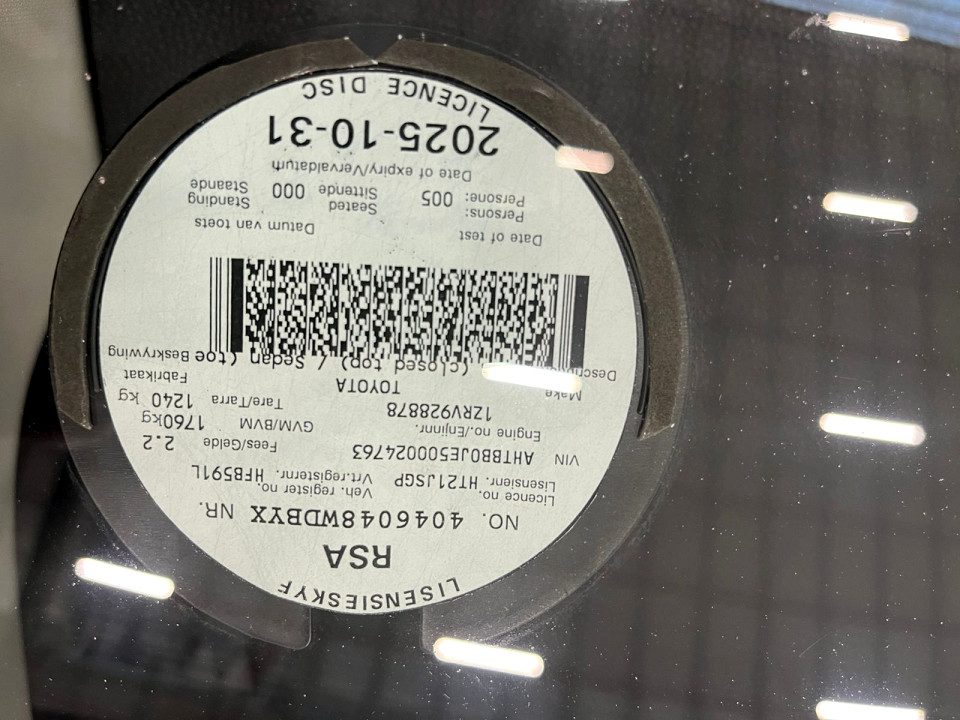 LISENSIESKYF
RSA
NO. 4046048WDBYX NR.
Licence no. Veh. register no.
Lisensienr. HT21JSGP Vrt.registernr. HFB591L
VIN AHTBB0JE500024763 Fees/Gelde 2.2
Engine no./Enjinnr. GVM/BVM 1760kg
1ZRV928878 Tare/Tarra 1240 kg
Make TOYOTA Fabrikaat
(closed top) / Sedan (toe Beskrywing
Date of test Datum van toets
Persons: Seated Standing
Persone: 005 Sittende 000 Staande
Date of expiry/Vervaldatum
2025-10-31
LICENCE DISC